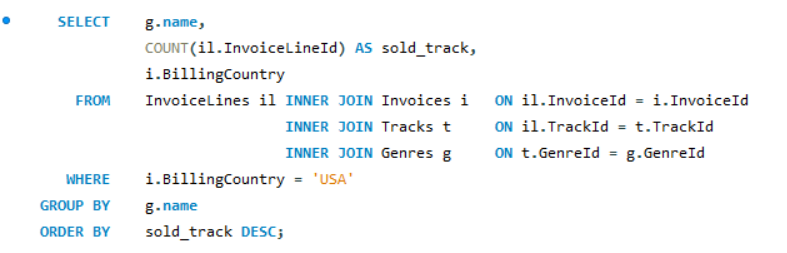 SELECT g.name,
COUNT(il.InvoiceLineId) AS sold_track,
i.BillingCountry
FROM InvoiceLines il INNER JOIN Invoices i ON il.InvoiceId = i.InvoiceId
INNER JOIN Tracks t ON il.TrackId = t.TrackId
INNER JOIN Genres g ON t.GenreId = g.GenreId
WHERE i.BillingCountry = 'USA'
GROUP BY g.name
ORDER BY sold_track DESC;